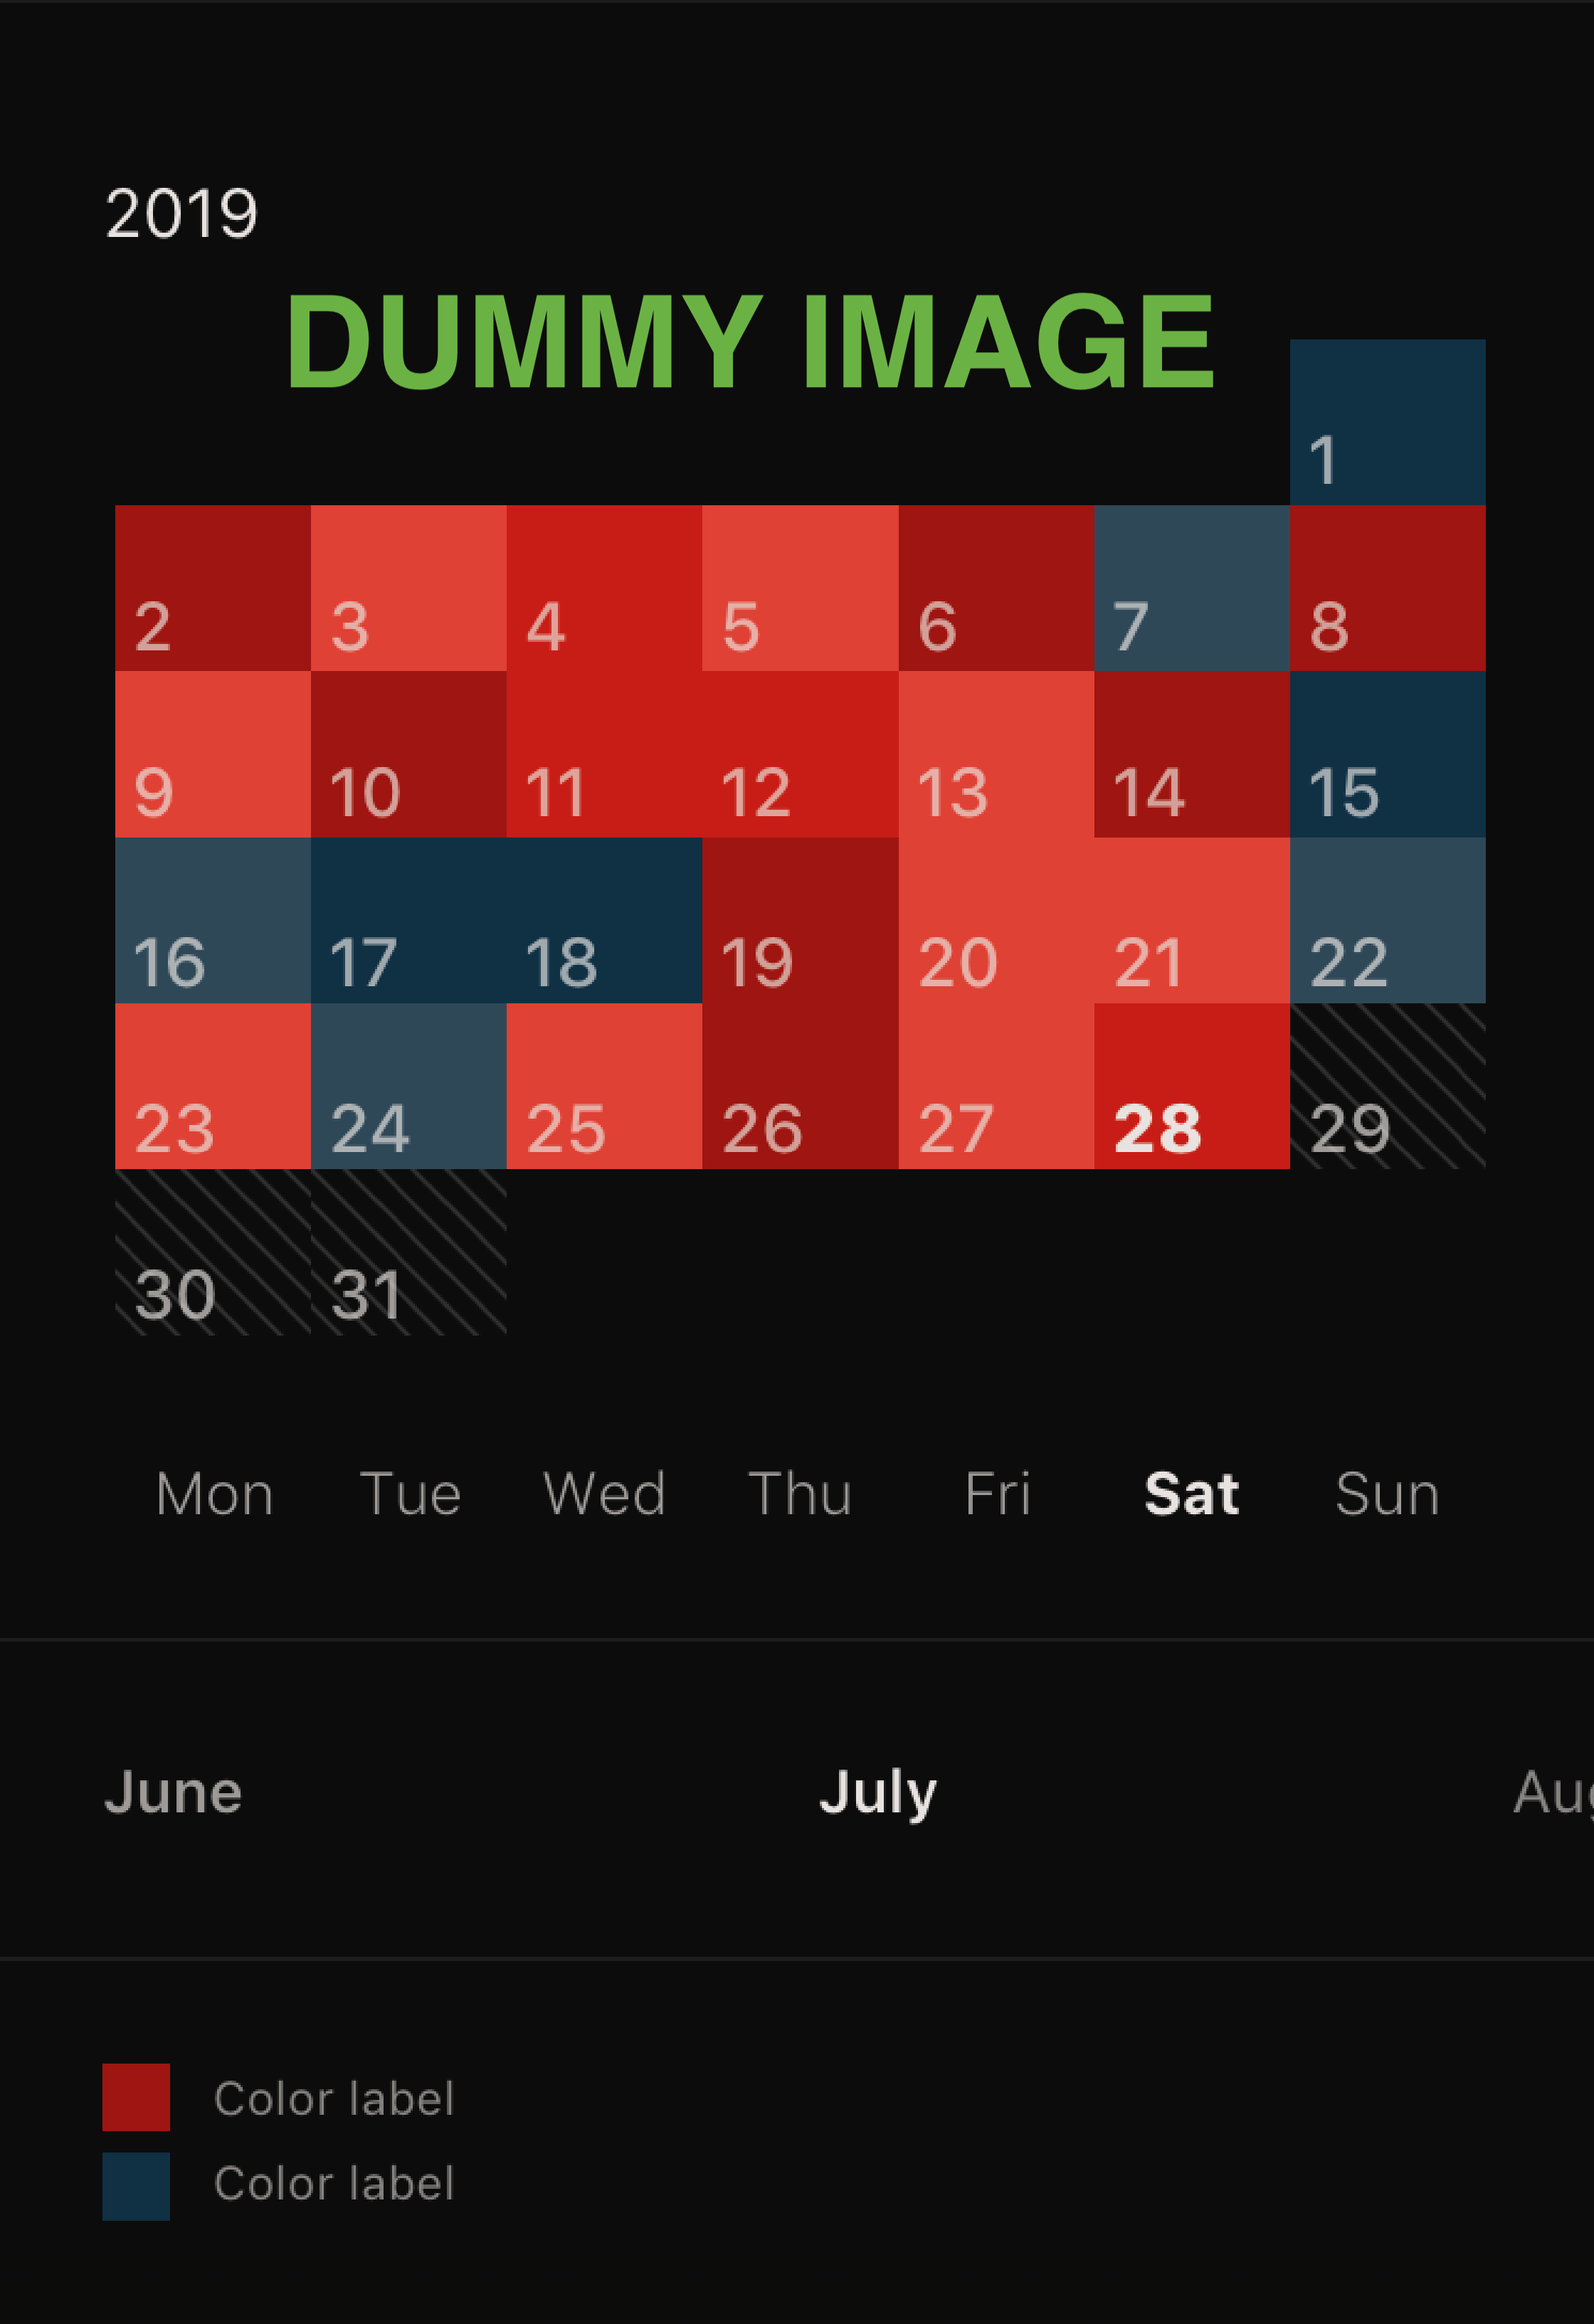 2019
DUMMY IMAGE
1
2 3 4 5 6 7 8
9 10 11 12 13 14 15
16 17 18 19 20 21 22
23 24 25 26 27 28 29
30 31
Mon Tue Wed Thu Fri Sat Sun
June July
Color label
Color label